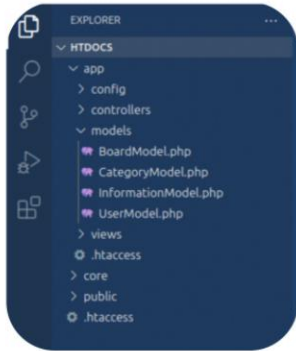 EXPLORER ...
HTDOCS
app
config
controllers
models
BoardModel.php
CategoryModel.php
InformationModel.php
UserModel.php
views
.htaccess
core
public
.htaccess